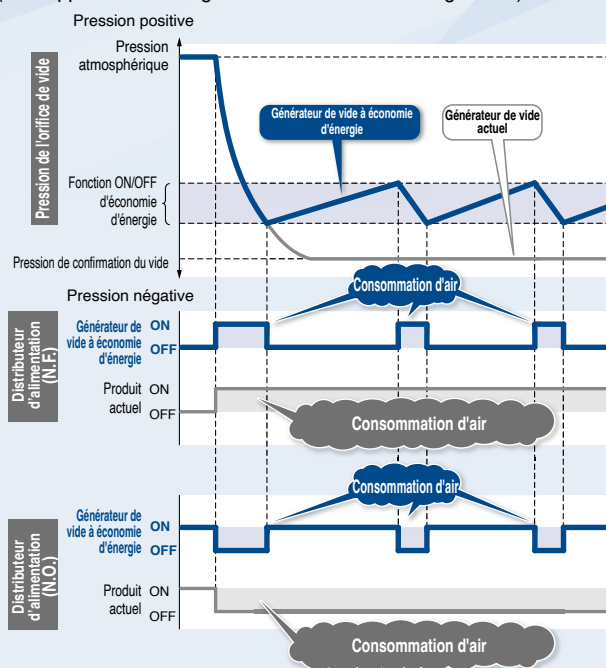 Pression positive
Pression
atmosphérique
Pression de l'orifice de vide
Générateur de vide à économie
d'énergie
Générateur de vide
actuel
Fonction ON/OFF
d'économie
d'énergie
Pression de confirmation du vide
Pression négative
Consommation d'air
Distributeur
d'alimentation
(N.F.)
Générateur de
vide à économie
d'énergie
ON
OFF
Produit
actuel
ON
OFF
Consommation d'air
Consommation d'air
Distributeur
d'alimentation
(N.O.)
Générateur de
vide à économie
d'énergie
ON
OFF
Produit
actuel
ON
OFF
Consommation d'air